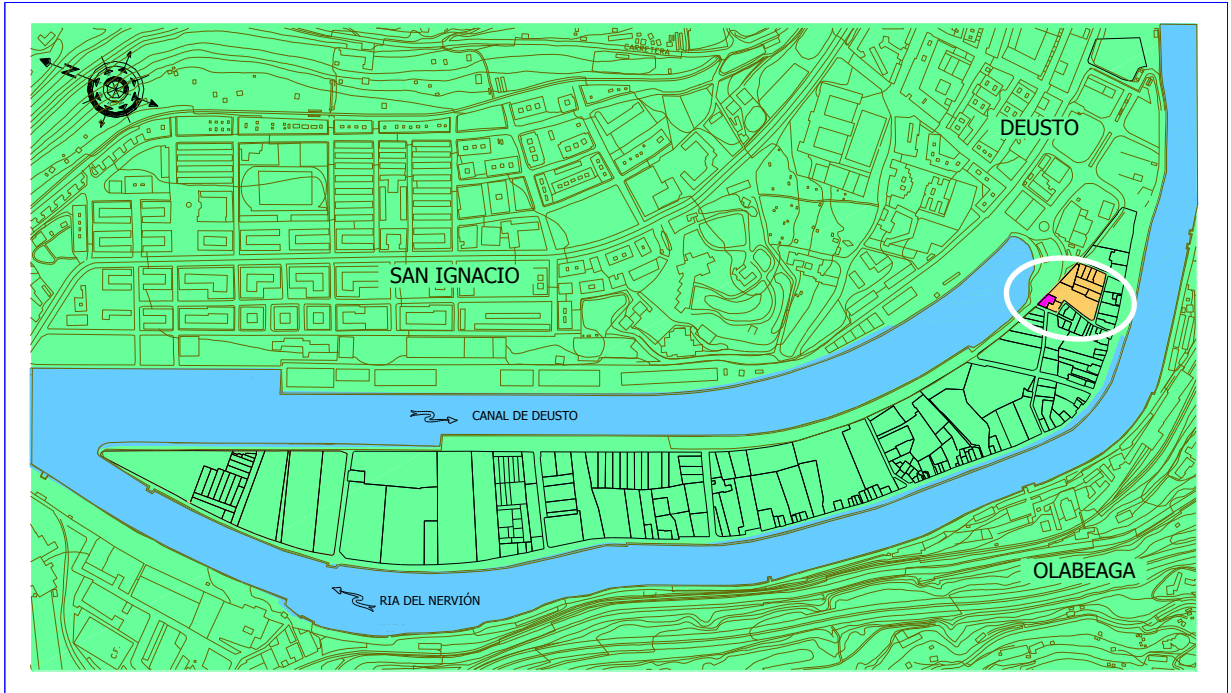 CARRETERA
N
DEUSTO
SAN IGNACIO
CANAL DE DEUSTO
OLABEAGA
RIA DEL NERVIÓN
C.F.